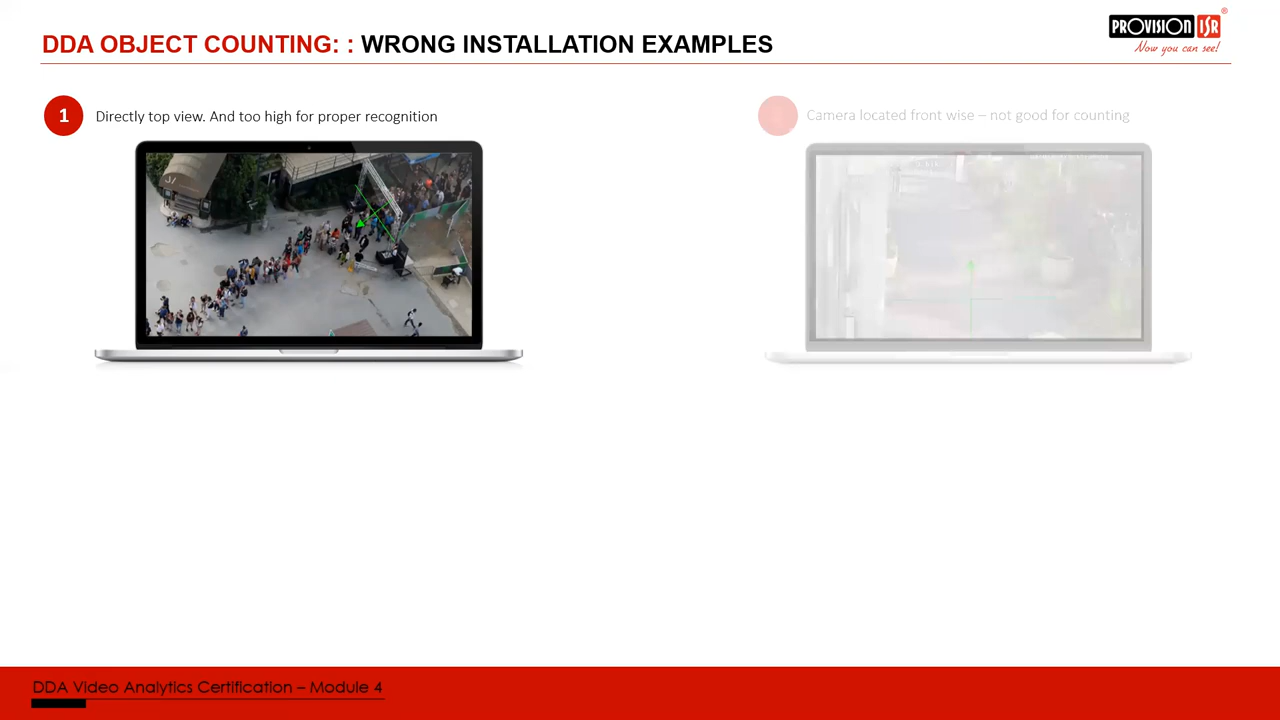 DDA OBJECT COUNTING: : WRONG INSTALLATION EXAMPLES
PROVISION ISR®
Now you can see!
1 Directly top view. And too high for proper recognition
Camera located front wise – not good for counting
DDA Video Analytics Certification – Module 4